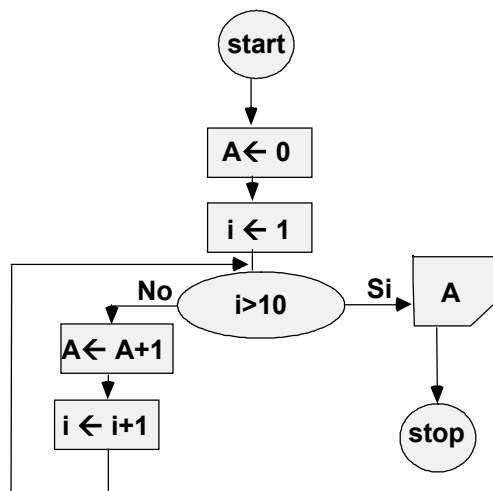 start
A← 0
i ← 1
No
i>10
Si
A
A← A+1
i ← i+1
stop